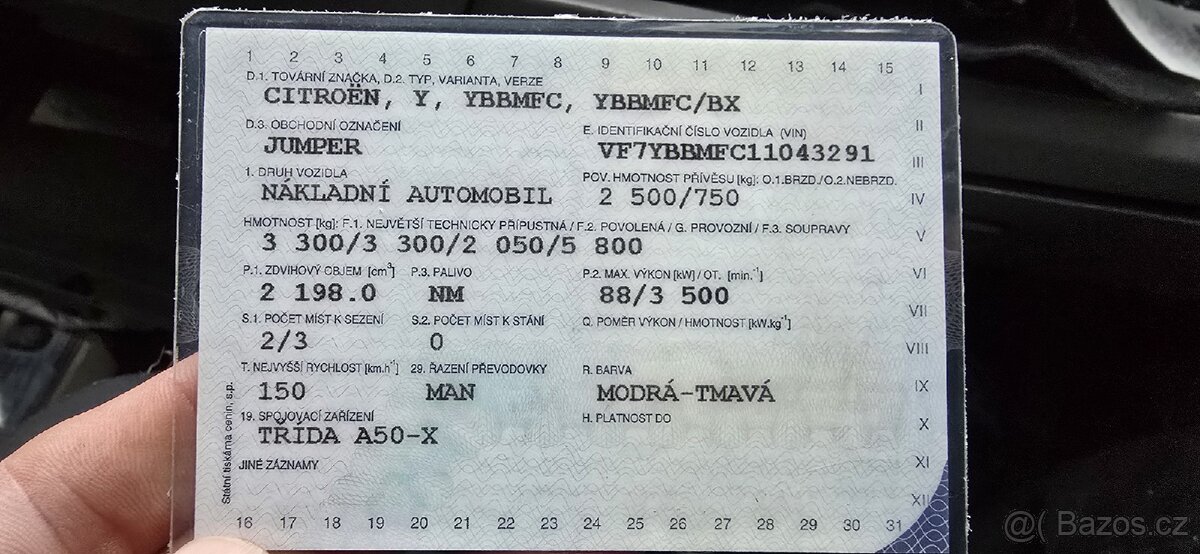 1 2 3 4 5 6 7 8 9 10 11 12 13 14 15
D.1. TOVÁRNÍ ZNAČKA, D.2. TYP, VARIANTA, VERZE
I
CITROËN, Y, YBBMFC, YBBMFC/BX
D.3. OBCHODNÍ OZNAČENÍ E. IDENTIFIKAČNÍ ČÍSLO VOZIDLA (VIN)
II
JUMPER VF7YBBMFC11043291
III
1. DRUH VOZIDLA POV. HMOTNOST PŘÍVĚSU [kg]: O.1.BRZD./O.2.NEBRZD.
NÁKLADNÍ AUTOMOBIL 2 500/750
IV
HMOTNOST [kg]: F.1. NEJVĚTŠÍ TECHNICKY PŘÍPUSTNÁ / F.2. POVOLENÁ / G. PROVOZNÍ / F.3. SOUPRAVY
V
3 300/3 300/2 050/5 800
P.1. ZDVIHOVÝ OBJEM [cm³] P.3. PALIVO P.2. MAX. VÝKON [kW] / OT. [min.⁻¹]
VI
2 198.0 NM 88/3 500
VII
S.1. POČET MÍST K SEZENÍ S.2. POČET MÍST K STÁNÍ Q. POMĚR VÝKON / HMOTNOST [kW.kg⁻¹]
2/3 0
VIII
T. NEJVYŠŠÍ RYCHLOST [km.h⁻¹] 29. ŘAZENÍ PŘEVODOVKY R. BARVA
150 MAN MODRÁ-TMAVÁ
IX
19. SPOJOVACÍ ZAŘÍZENÍ H. PLATNOST DO
X
TŘÍDA A50-X
JINÉ ZÁZNAMY
XI
XII
Státní tiskárna cenin, s.p.
16 17 18 19 20 21 22 23 24 25 26 27 28 29 30 31
@( Bazos.cz